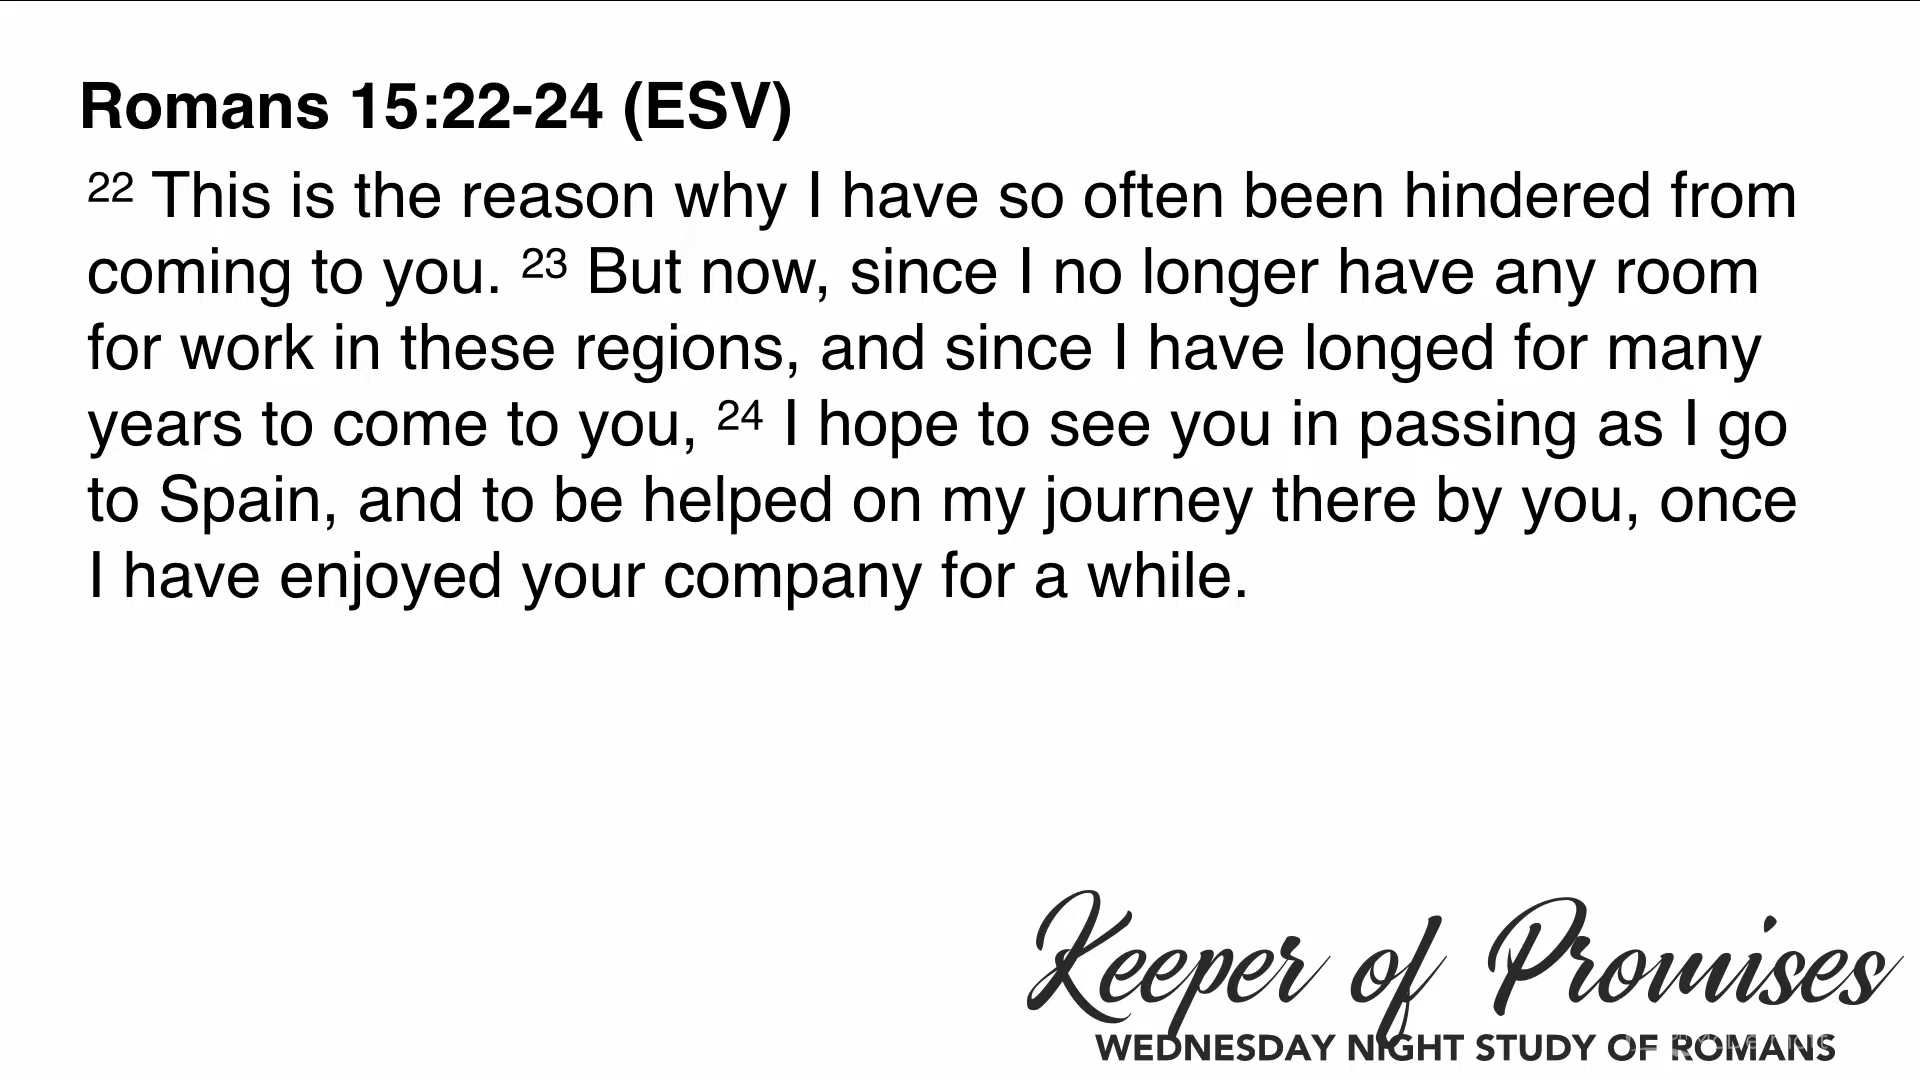 Romans 15:22-24 (ESV)
22 This is the reason why I have so often been hindered from
coming to you. 23 But now, since I no longer have any room
for work in these regions, and since I have longed for many
years to come to you, 24 I hope to see you in passing as I go
to Spain, and to be helped on my journey there by you, once
I have enjoyed your company for a while.
Keeper of Promises
WEDNESDAY NIGHT STUDY OF ROMANS